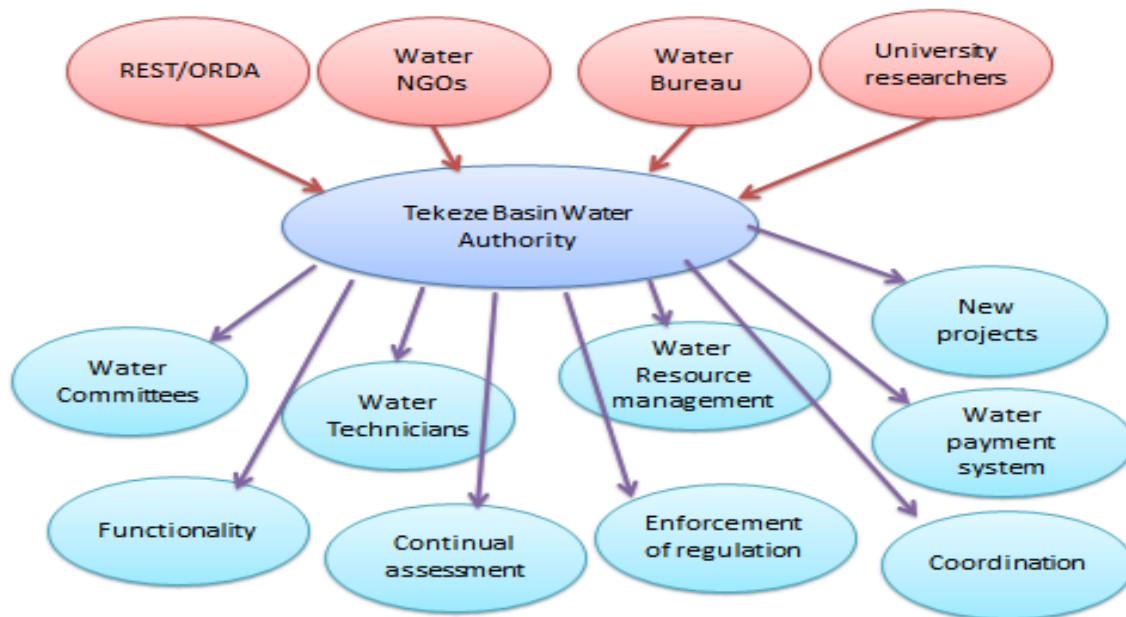 REST/ORDA
Water
NGOs
Water
Bureau
University
researchers
Tekeze Basin Water
Authority
New
projects
Water
Committees
Water
Technicians
Water
Resource
management
Water
payment
system
Functionality
Continual
assessment
Enforcement
of regulation
Coordination